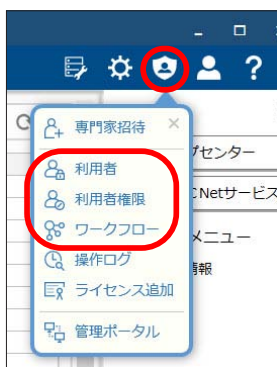 ?
専門家招待 ×
プセンター
利用者
Netサービス
利用者権限
ワークフロー
メニュー
操作ログ
情報
ライセンス追加
管理ポータル